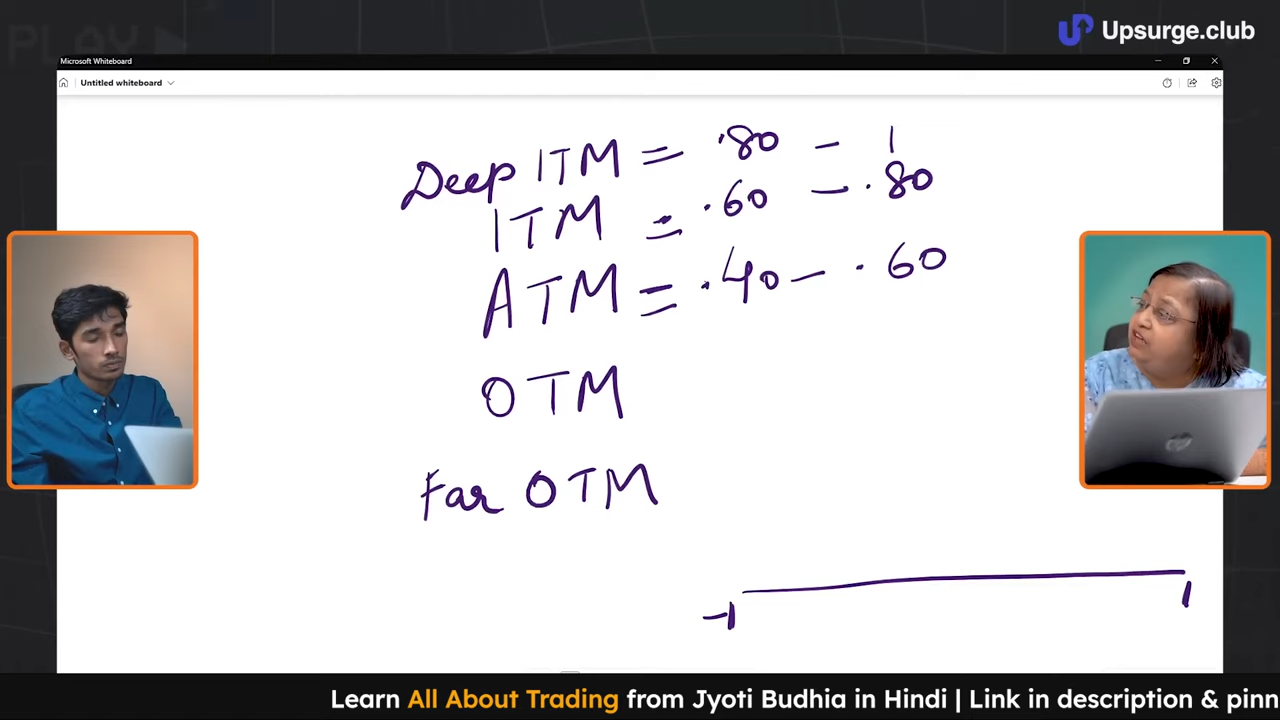 PLAY
Upsurge.club
Microsoft Whiteboard
Untitled whiteboard
Deep ITM = .80 - 1
ITM = .60 - .80
ATM = .40 - .60
OTM
Far OTM
-1 1
Learn All About Trading from Jyoti Budhia in Hindi | Link in description & pinn